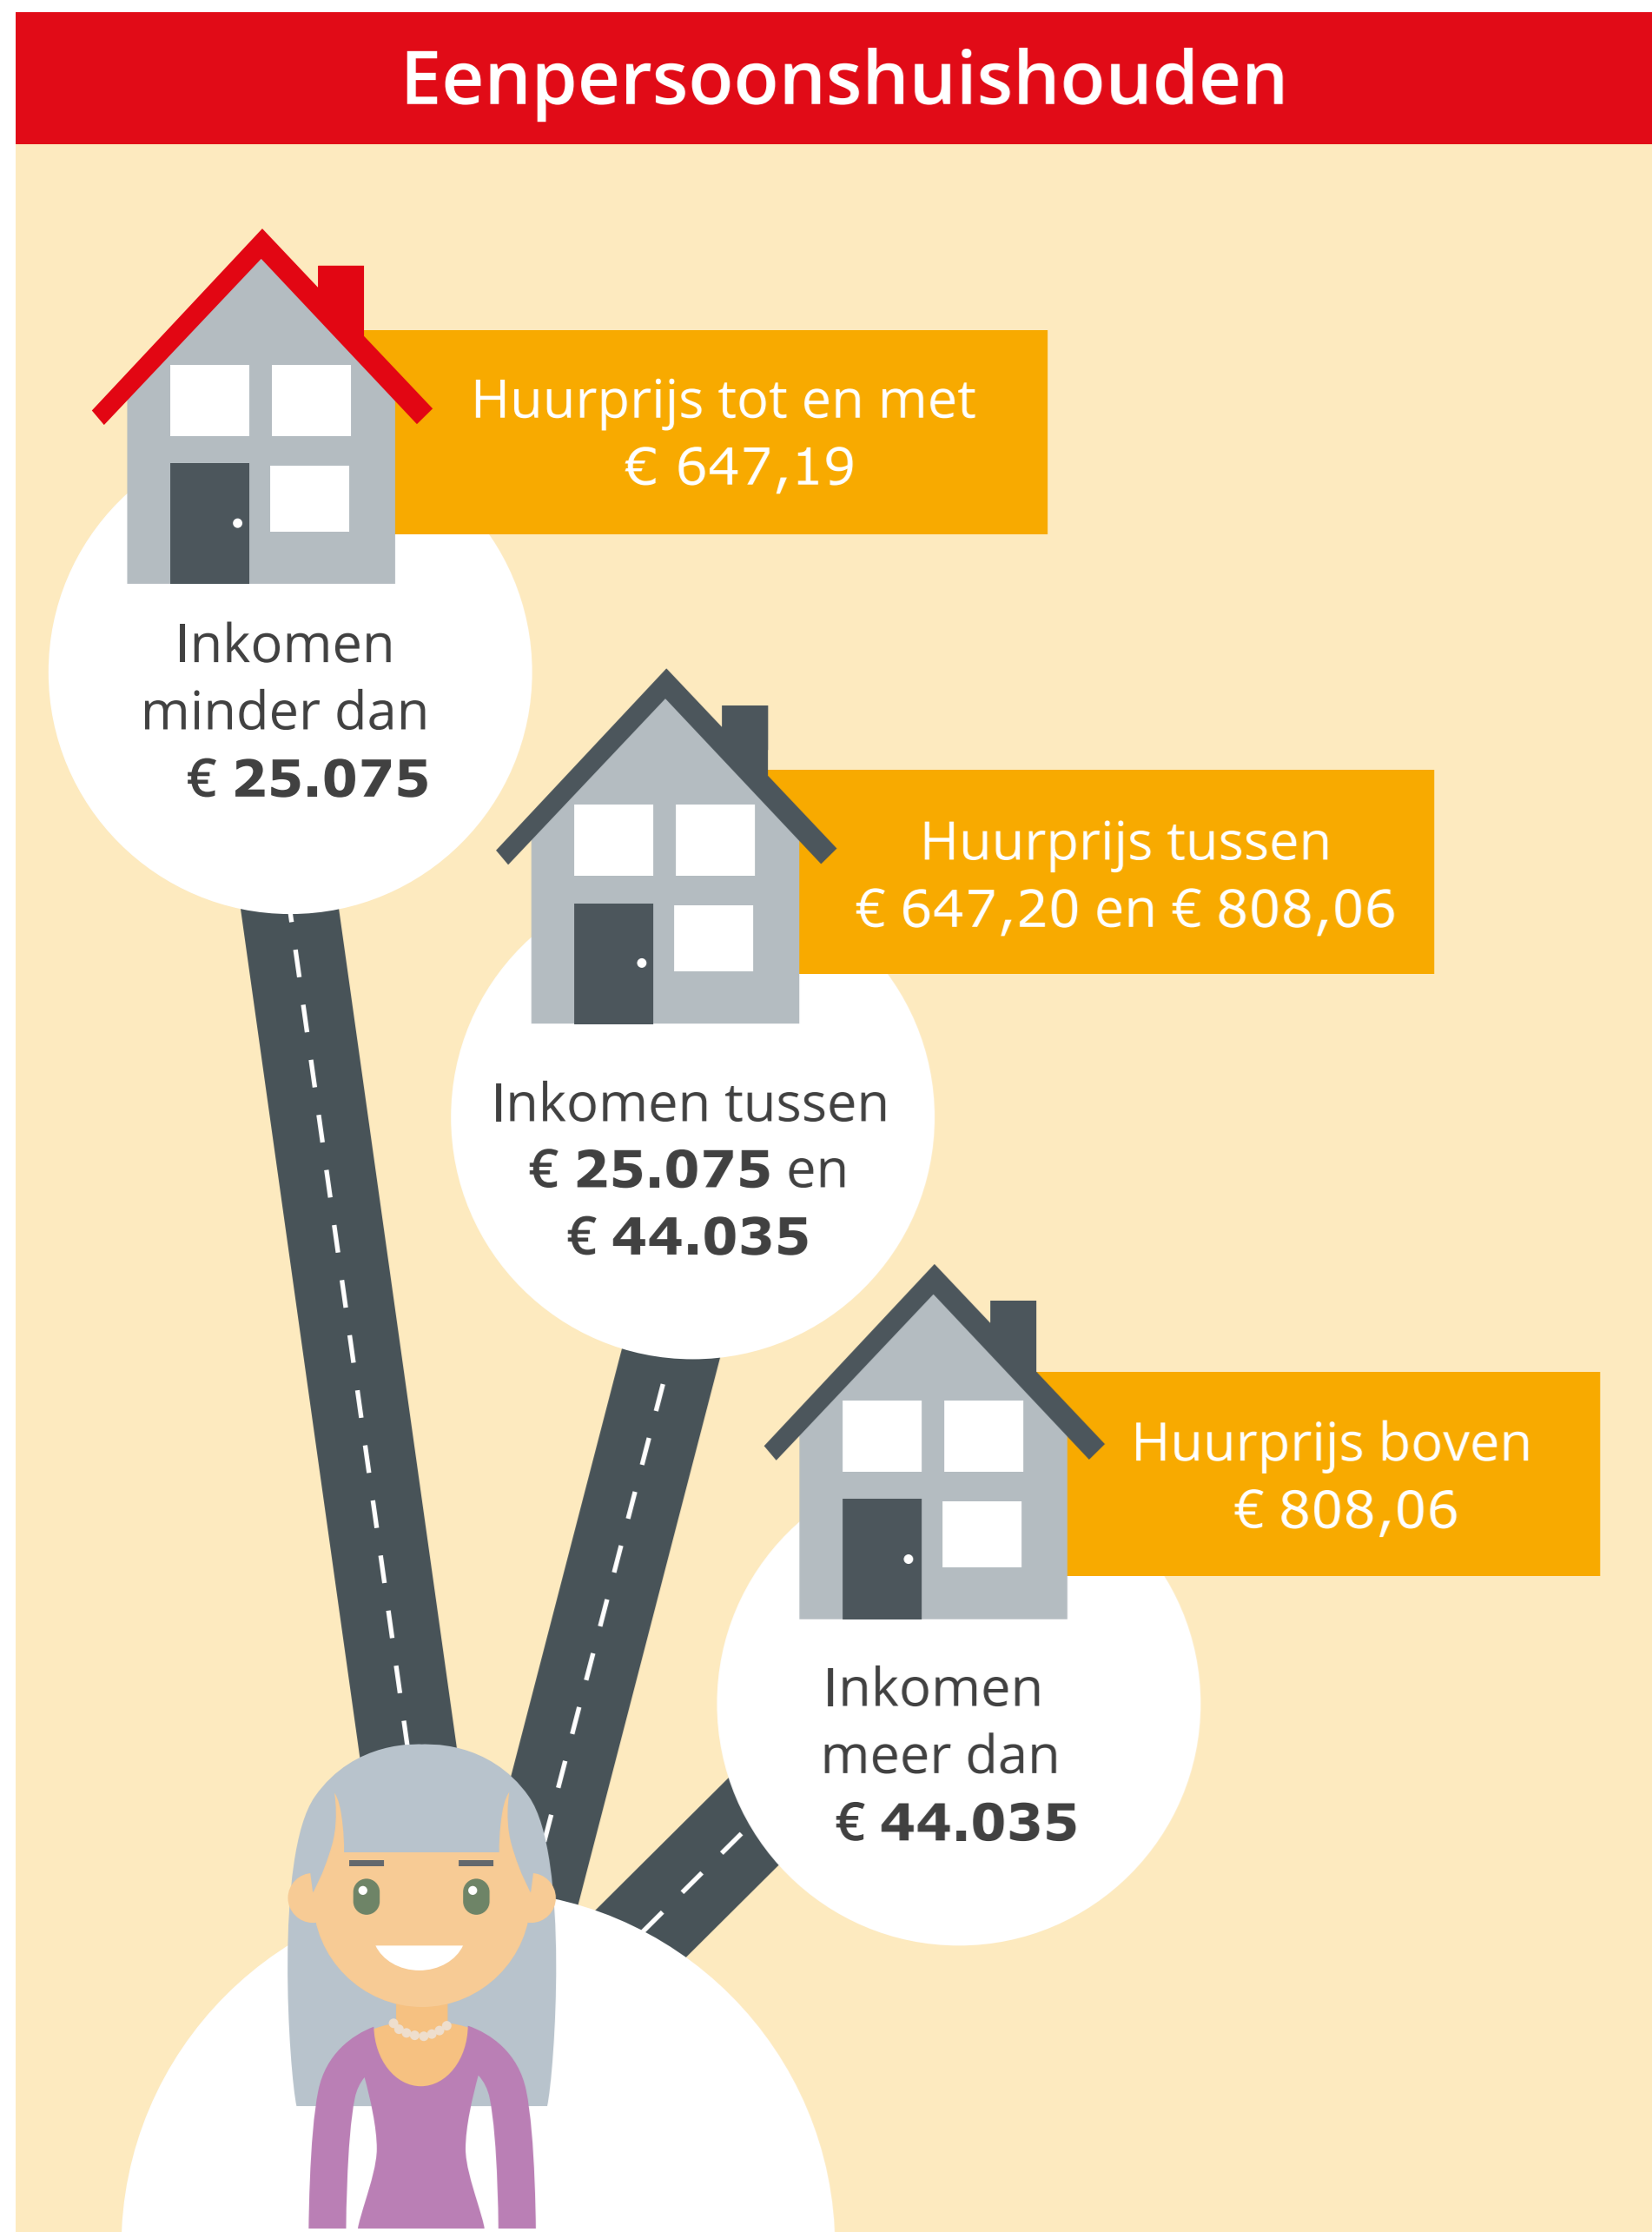 Eenpersoonshuishouden
Huurprijs tot en met
€ 647,19
Inkomen
minder dan
€ 25.075
Huurprijs tussen
€ 647,20 en € 808,06
Inkomen tussen
€ 25.075 en
€ 44.035
Huurprijs boven
€ 808,06
Inkomen
meer dan
€ 44.035